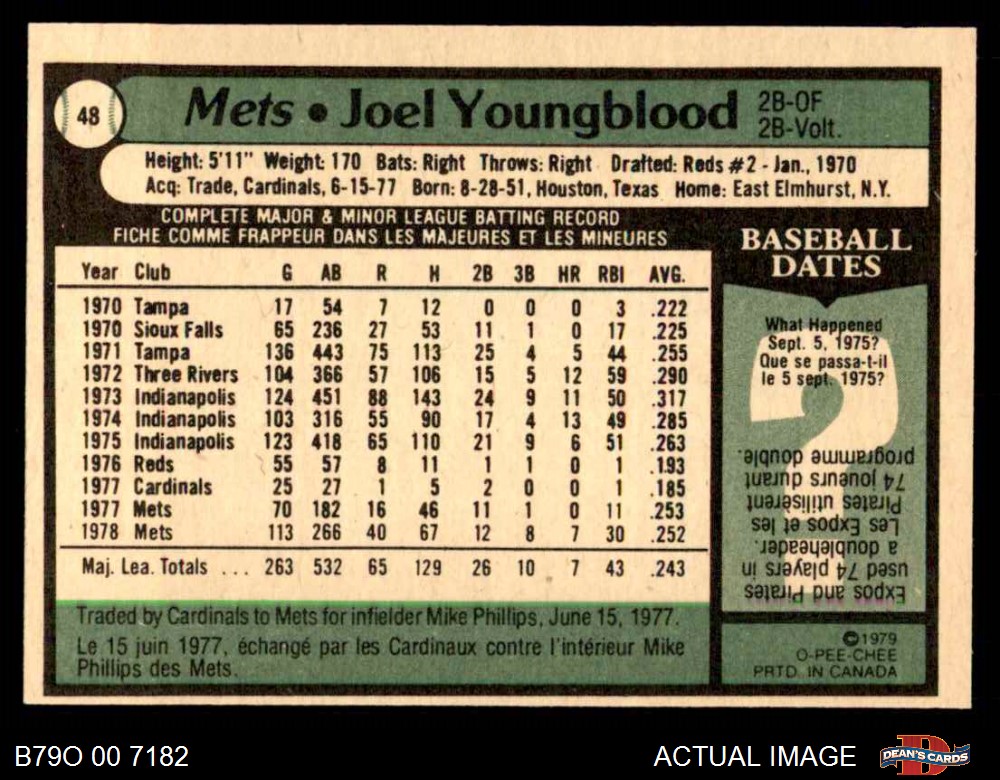 48
Mets • Joel Youngblood 2B-OF
2B-Volt.
Height: 5'11" Weight: 170 Bats: Right Throws: Right Drafted: Reds #2 - Jan., 1970
Acq: Trade, Cardinals, 6-15-77 Born: 8-28-51, Houston, Texas Home: East Elmhurst, N.Y.
COMPLETE MAJOR & MINOR LEAGUE BATTING RECORD
FICHE COMME FRAPPEUR DANS LES MAJEURES ET LES MINEURES
Year Club G AB R H 2B 3B HR RBI AVG.
1970 Tampa 17 54 7 12 0 0 0 3 .222
1970 Sioux Falls 65 236 27 53 11 1 0 17 .225
1971 Tampa 136 443 75 113 25 4 5 44 .255
1972 Three Rivers 104 366 57 106 15 5 12 59 .290
1973 Indianapolis 124 451 88 143 24 9 11 50 .317
1974 Indianapolis 103 316 55 90 17 4 13 49 .285
1975 Indianapolis 123 418 65 110 21 9 6 51 .263
1976 Reds 55 57 8 11 1 1 0 1 .193
1977 Cardinals 25 27 1 5 2 0 0 1 .185
1977 Mets 70 182 16 46 11 1 0 11 .253
1978 Mets 113 266 40 67 12 8 7 30 .252
Maj. Lea. Totals ... 263 532 65 129 26 10 7 43 .243
Traded by Cardinals to Mets for infielder Mike Phillips, June 15, 1977.
Le 15 juin 1977, échangé par les Cardinaux contre l'intérieur Mike
Phillips des Mets.
BASEBALL
DATES
What Happened
Sept. 5, 1975?
Que se passa-t-il
le 5 sept. 1975?
Expos and Pirates
used 74 players in
a doubleheader.
Les Expos et les
Pirates utilisèrent
74 joueurs durant
programme double.
©1979
O-PEE-CHEE
PRTD. IN CANADA
B79O 00 7182
ACTUAL IMAGE
DEAN'S CARDS